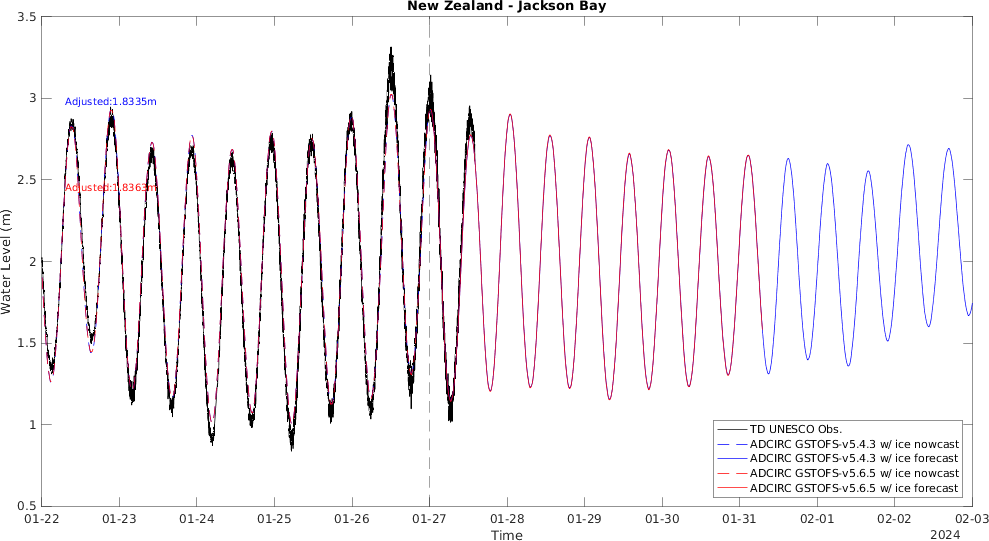 New Zealand - Jackson Bay
3.5
3
2.5
2
1.5
1
0.5
Water Level (m)
Adjusted:1.8335m
Adjusted:1.8363m
TD UNESCO Obs.
ADCIRC GSTOFS-v5.4.3 w/ ice nowcast
ADCIRC GSTOFS-v5.4.3 w/ ice forecast
ADCIRC GSTOFS-v5.6.5 w/ ice nowcast
ADCIRC GSTOFS-v5.6.5 w/ ice forecast
01-22 01-23 01-24 01-25 01-26 01-27 01-28 01-29 01-30 01-31 02-01 02-02 02-03
Time
2024